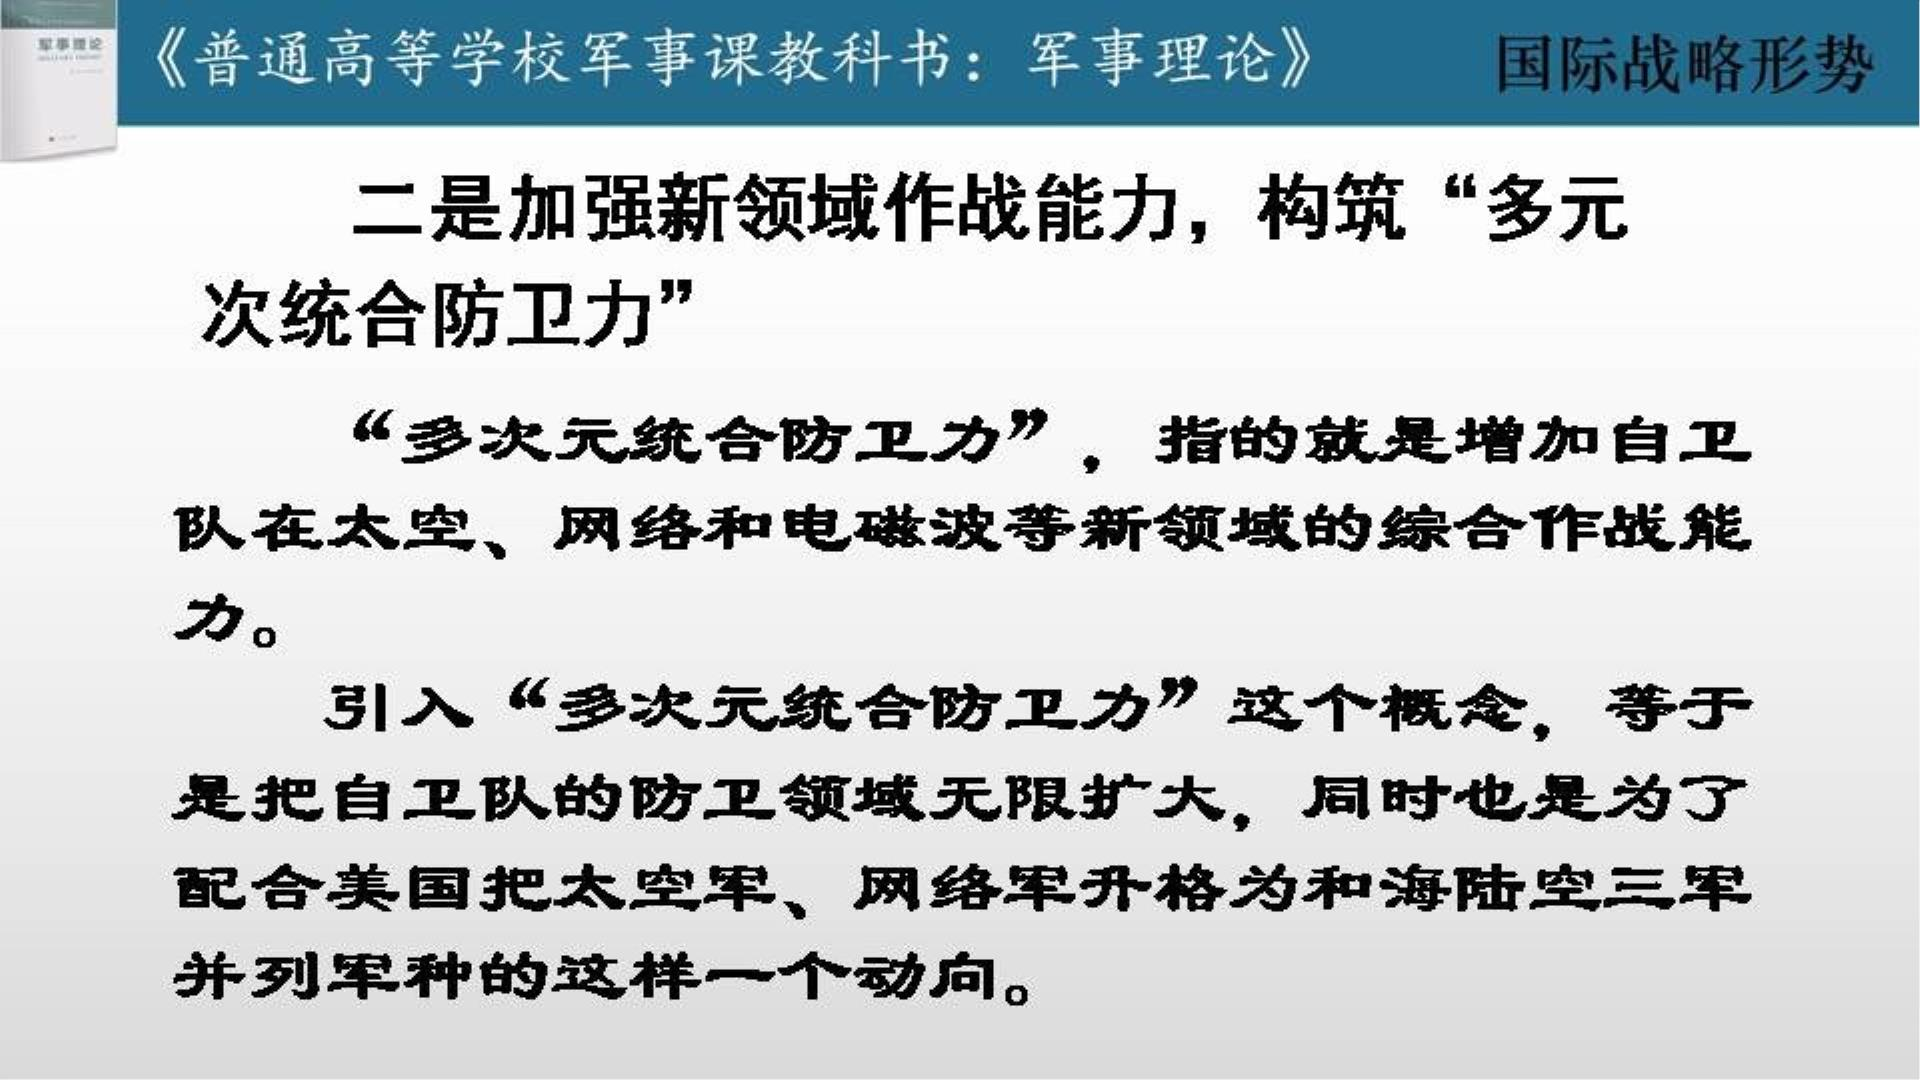 军事理论
《普通高等学校军事课教科书：军事理论》
国际战略形势
二是加强新领域作战能力，构筑“多元
次统合防卫力”
“多次元统合防卫力”，指的就是增加自卫
队在太空、网络和电磁波等新领域的综合作战能
力。
引入“多次元统合防卫力”这个概念，等于
是把自卫队的防卫领域无限扩大，同时也是为了
配合美国把太空军、网络军升格为和海陆空三军
并列军种的这样一个动向。